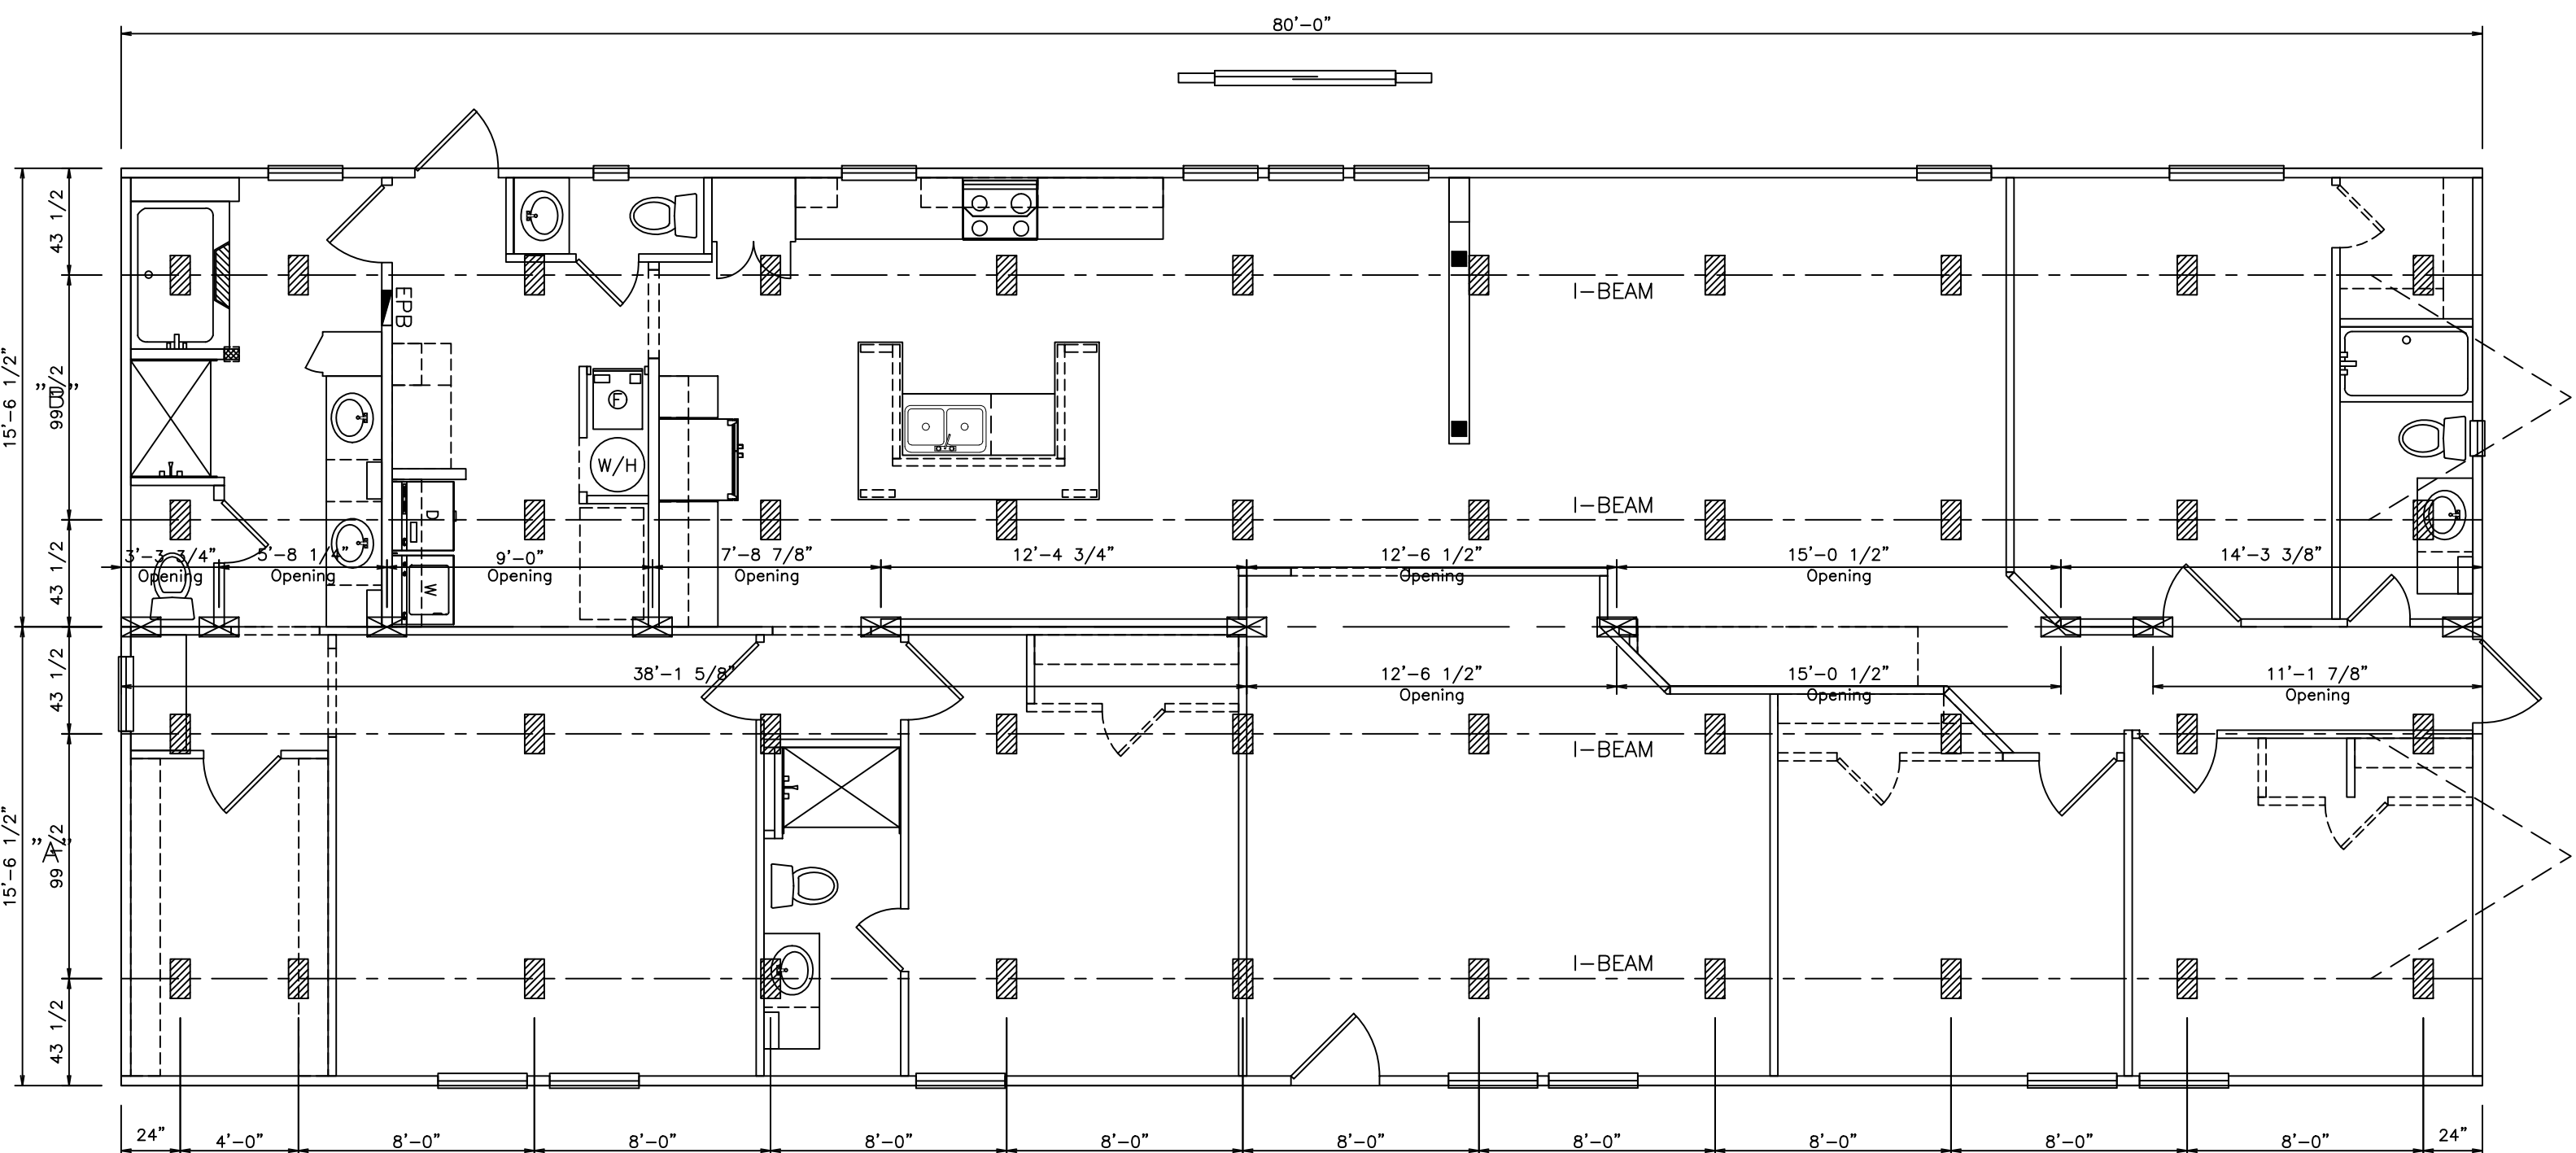 80'-0"
43 1/2
EPB
I-BEAM
15'-6 1/2"
F
W/H
I-BEAM
D
W
43 1/2
3'-3 3/4"
Opening
5'-8 1/4"
Opening
9'-0"
Opening
7'-8 7/8"
Opening
12'-4 3/4"
12'-6 1/2"
Opening
15'-0 1/2"
Opening
14'-3 3/8"
43 1/2
38'-1 5/8"
12'-6 1/2"
Opening
15'-0 1/2"
Opening
11'-1 7/8"
Opening
I-BEAM
15'-6 1/2"
"A"
99 1/2
I-BEAM
43 1/2
24"
4'-0"
8'-0"
8'-0"
8'-0"
8'-0"
8'-0"
8'-0"
8'-0"
8'-0"
8'-0"
24"